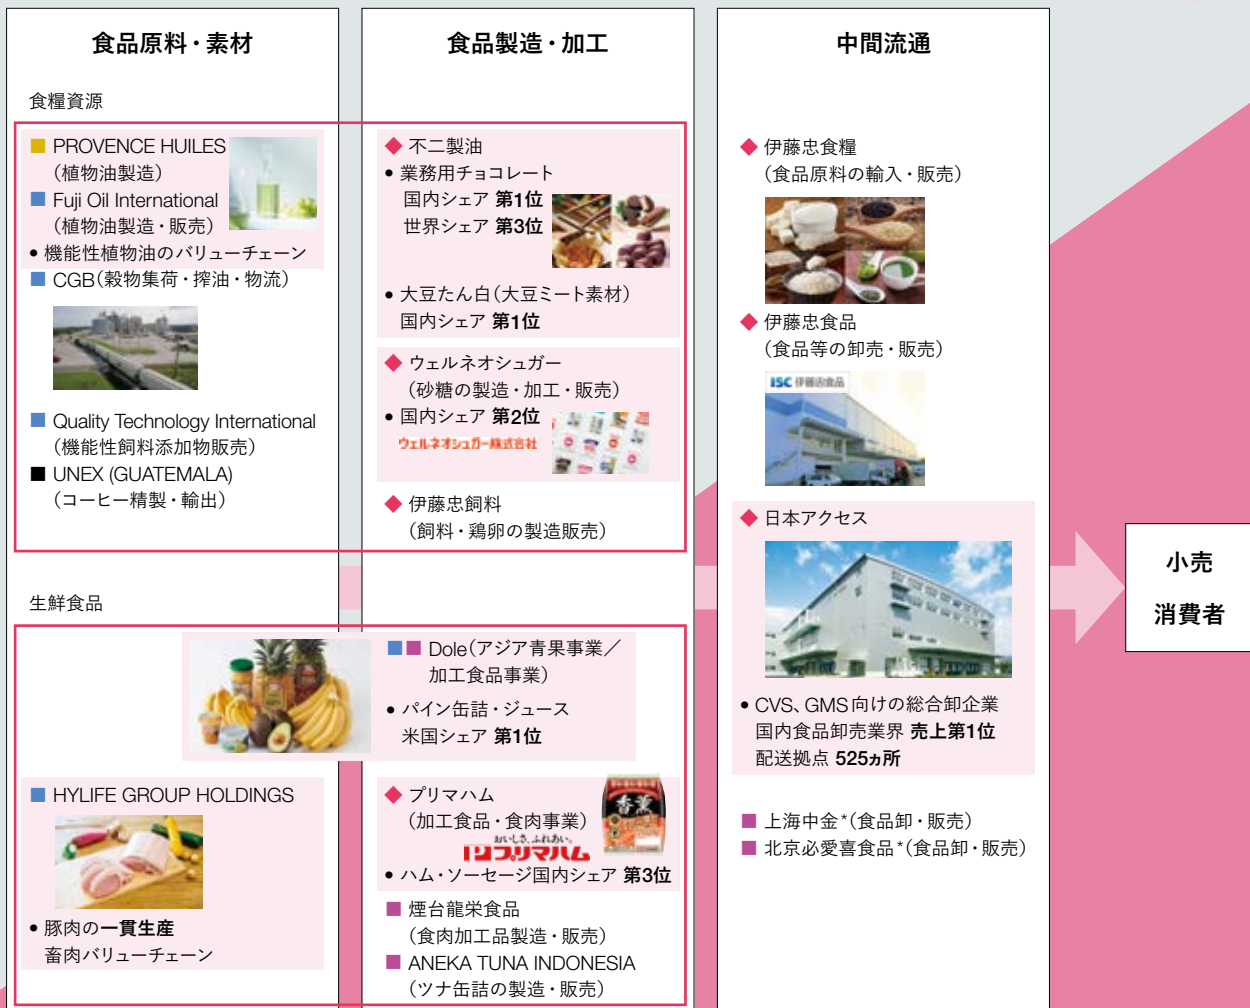 食品原料・素材
食糧資源
■ PROVENCE HUILES
(植物油製造)
■ Fuji Oil International
(植物油製造・販売)
• 機能性植物油のバリューチェーン
■ CGB(穀物集荷・搾油・物流)
■ Quality Technology International
(機能性飼料添加物販売)
■ UNEX (GUATEMALA)
(コーヒー精製・輸出)
生鮮食品
■ HYLIFE GROUP HOLDINGS
• 豚肉の一貫生産
畜肉バリューチェーン
食品製造・加工
◆ 不二製油
• 業務用チョコレート
国内シェア 第1位
世界シェア 第3位
• 大豆たん白(大豆ミート素材)
国内シェア 第1位
◆ ウェルネオシュガー
(砂糖の製造・加工・販売)
• 国内シェア 第2位
ウェルネオシュガー株式会社
◆ 伊藤忠飼料
(飼料・鶏卵の製造販売)
■■ Dole(アジア青果事業/
加工食品事業)
• パイン缶詰・ジュース
米国シェア 第1位
◆ プリマハム
(加工食品・食肉事業)
香薫
おいしさ、ふれあい。
プリマハム
• ハム・ソーセージ国内シェア 第3位
■ 煙台龍栄食品
(食肉加工品製造・販売)
■ ANEKA TUNA INDONESIA
(ツナ缶詰の製造・販売)
中間流通
◆ 伊藤忠食糧
(食品原料の輸入・販売)
◆ 伊藤忠食品
(食品等の卸売・販売)
ISC 伊藤忠食品
◆ 日本アクセス
• CVS、GMS向けの総合卸企業
国内食品卸売業界 売上第1位
配送拠点 525ヵ所
■ 上海中金*(食品卸・販売)
■ 北京必愛喜食品*(食品卸・販売)
小売
消費者